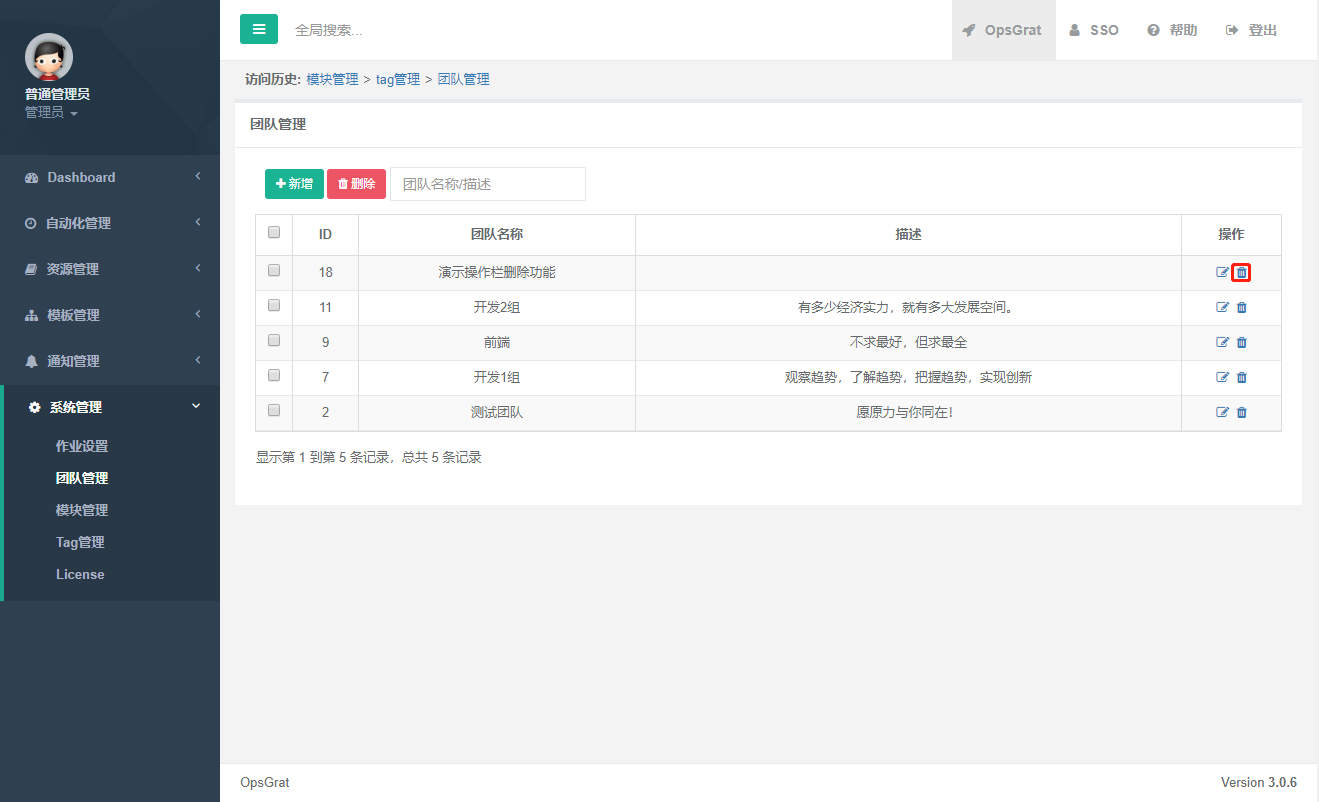 全局搜索...
OpsGrat
SSO
帮助
登出
普通管理员
管理员
Dashboard
自动化管理
资源管理
模板管理
通知管理
系统管理
作业设置
团队管理
模块管理
Tag管理
License
访问历史: 模块管理 > tag管理 > 团队管理
团队管理
新增 删除 团队名称/描述
ID 团队名称 描述 操作
18 演示操作栏删除功能
11 开发2组 有多少经济实力，就有多大发展空间。
9 前端 不求最好，但求最全
7 开发1组 观察趋势，了解趋势，把握趋势，实现创新
2 测试团队 愿原力与你同在！
显示第 1 到第 5 条记录，总共 5 条记录
OpsGrat
Version 3.0.6